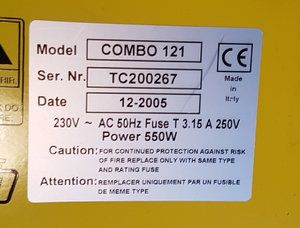 Model COMBO 121
Ser. Nr. TC200267
Date 12-2005
CE
Made
in
Italy
230V ~ AC 50Hz Fuse T 3.15 A 250V
Power 550W
Caution: FOR CONTINUED PROTECTION AGAINST RISK
OF FIRE REPLACE ONLY WITH SAME TYPE
AND RATING FUSE
Attention: REMPLACER UNIQUEMENT PAR UN FUSIBLE
DE MEME TYPE